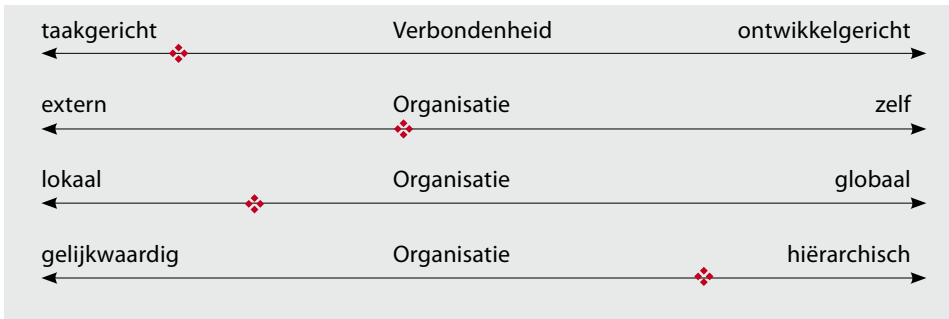 taakgericht Verbondenheid ontwikkelgericht
extern Organisatie zelf
lokaal Organisatie globaal
gelijkwaardig Organisatie hiërarchisch